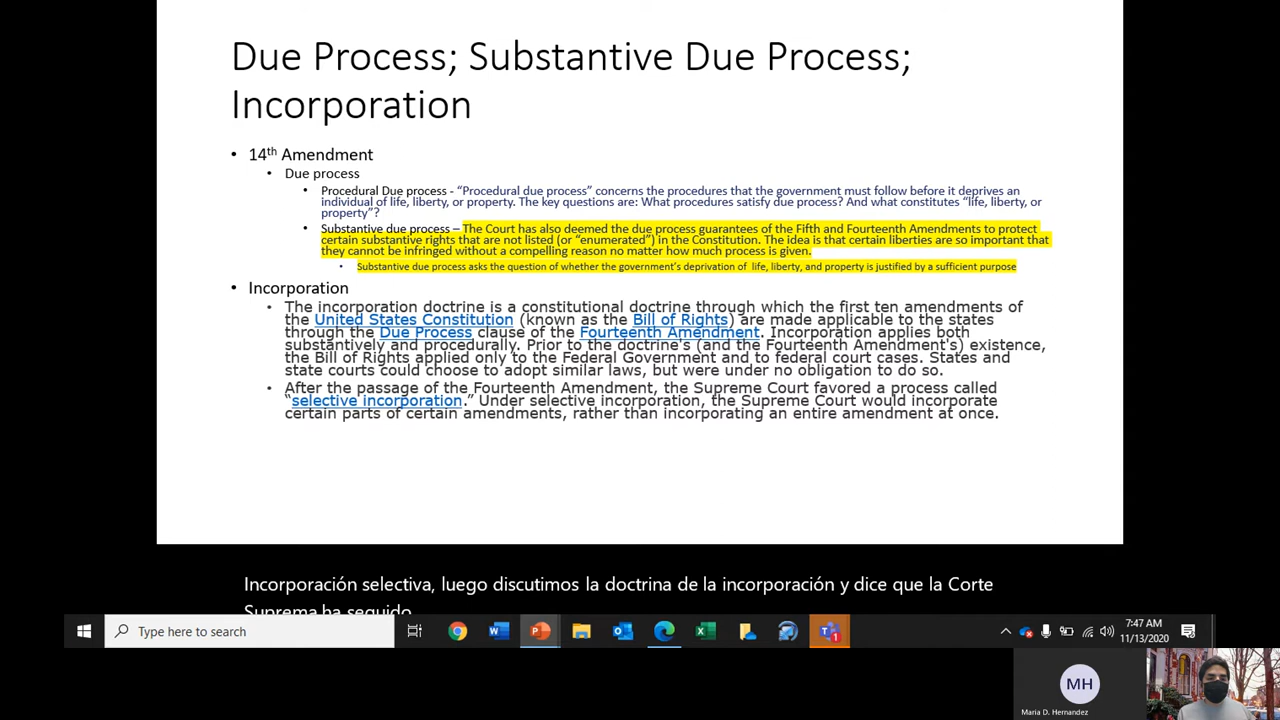 Due Process; Substantive Due Process;
Incorporation
• 14th Amendment
• Due process
• Procedural Due process - “Procedural due process” concerns the procedures that the government must follow before it deprives an
individual of life, liberty, or property. The key questions are: What procedures satisfy due process? And what constitutes “life, liberty, or
property”?
• Substantive due process – The Court has also deemed the due process guarantees of the Fifth and Fourteenth Amendments to protect
certain substantive rights that are not listed (or “enumerated”) in the Constitution. The idea is that certain liberties are so important that
they cannot be infringed without a compelling reason no matter how much process is given.
• Substantive due process asks the question of whether the government’s deprivation of life, liberty, and property is justified by a sufficient purpose
• Incorporation
• The incorporation doctrine is a constitutional doctrine through which the first ten amendments of
the United States Constitution (known as the Bill of Rights) are made applicable to the states
through the Due Process clause of the Fourteenth Amendment. Incorporation applies both
substantively and procedurally. Prior to the doctrine's (and the Fourteenth Amendment's) existence,
the Bill of Rights applied only to the Federal Government and to federal court cases. States and
state courts could choose to adopt similar laws, but were under no obligation to do so.
• After the passage of the Fourteenth Amendment, the Supreme Court favored a process called
“selective incorporation.” Under selective incorporation, the Supreme Court would incorporate
certain parts of certain amendments, rather than incorporating an entire amendment at once.
Incorporación selectiva, luego discutimos la doctrina de la incorporación y dice que la Corte
Suprema ha seguido
Type here to search
7:47 AM
11/13/2020
MH
Maria D. Hernandez